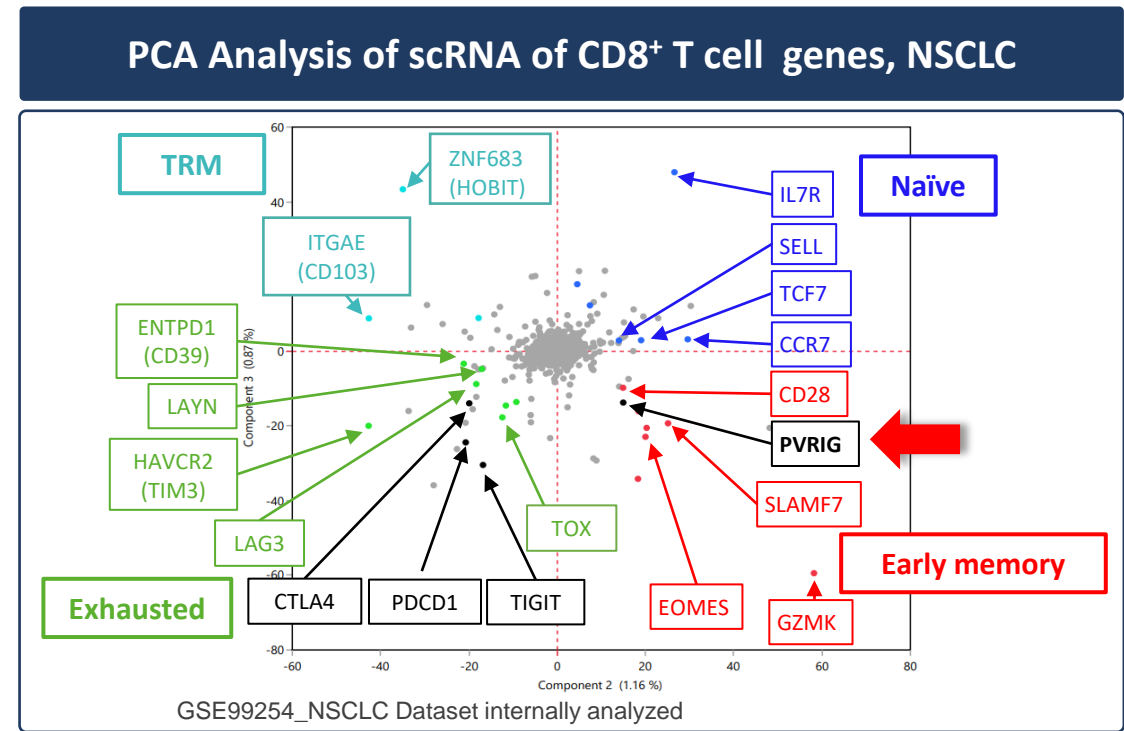 PCA Analysis of scRNA of CD8⁺ T cell genes, NSCLC
TRM
ZNF683
(HOBIT)
ITGAE
(CD103)
ENTPD1
(CD39)
LAYN
HAVCR2
(TIM3)
LAG3
Exhausted
CTLA4
PDCD1
TIGIT
TOX
Naïve
IL7R
SELL
TCF7
CCR7
CD28
PVRIG
SLAMF7
Early memory
EOMES
GZMK
60
40
20
0
-20
-40
-60
-80
Component 3 (0.87 %)
-60
-40
-20
0
20
40
60
80
Component 2 (1.16 %)
GSE99254_NSCLC Dataset internally analyzed